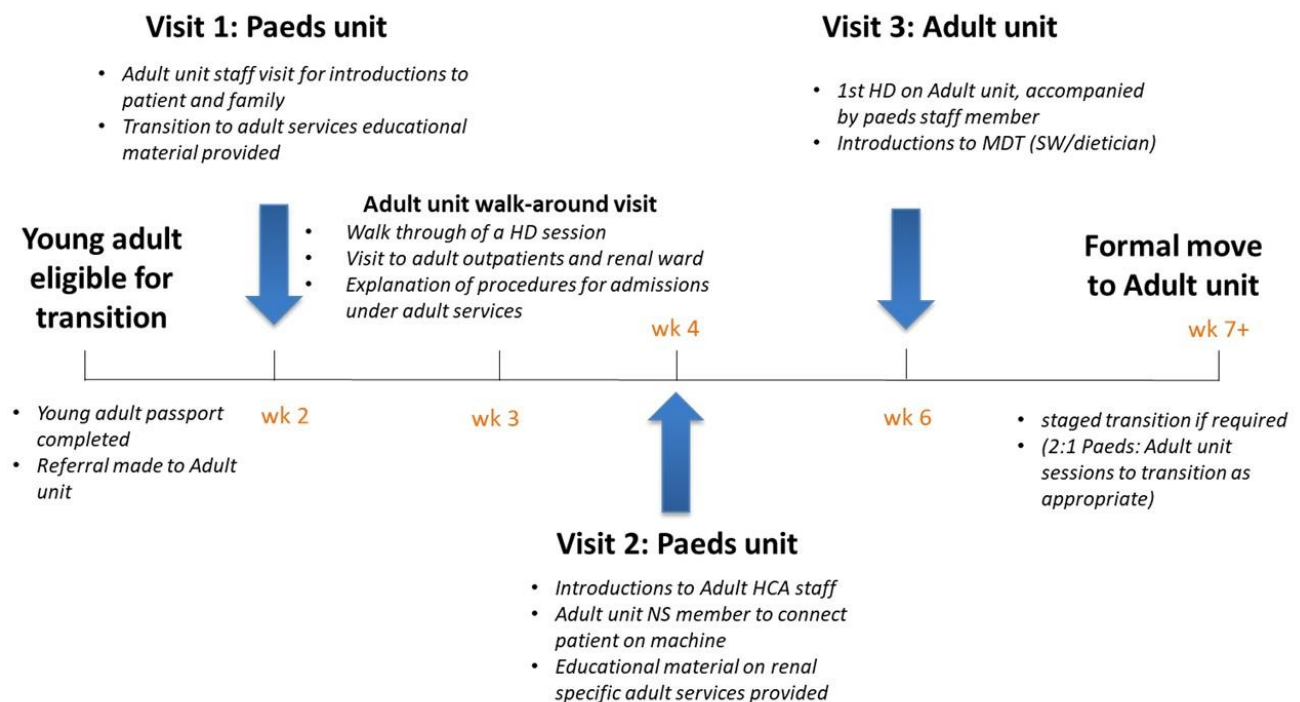 Visit 1: Paeds unit
• Adult unit staff visit for introductions to
patient and family
• Transition to adult services educational
material provided
Visit 3: Adult unit
• 1st HD on Adult unit, accompanied
by paeds staff member
• Introductions to MDT (SW/dietician)
Young adult
eligible for
transition
Adult unit walk-around visit
• Walk through of a HD session
• Visit to adult outpatients and renal ward
• Explanation of procedures for admissions
under adult services
Formal move
to Adult unit
wk 4
wk 7+
• Young adult passport
completed
• Referral made to Adult
unit
wk 2
wk 3
wk 6
• staged transition if required
• (2:1 Paeds: Adult unit
sessions to transition as
appropriate)
Visit 2: Paeds unit
• Introductions to Adult HCA staff
• Adult unit NS member to connect
patient on machine
• Educational material on renal
specific adult services provided